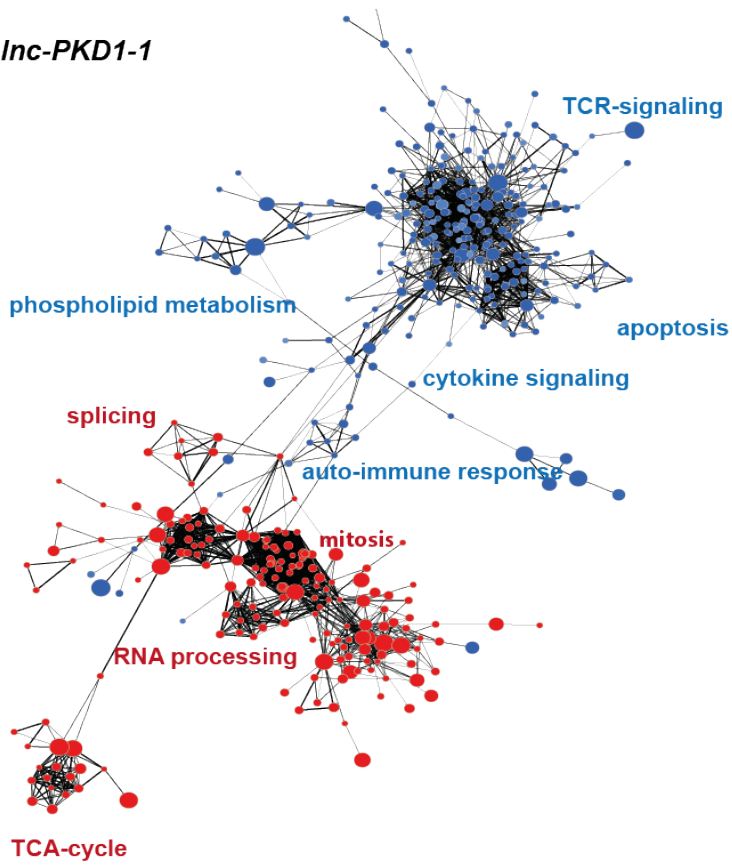 lnc-PKD1-1
TCR-signaling
phospholipid metabolism
apoptosis
cytokine signaling
splicing
auto-immune response
mitosis
RNA processing
TCA-cycle